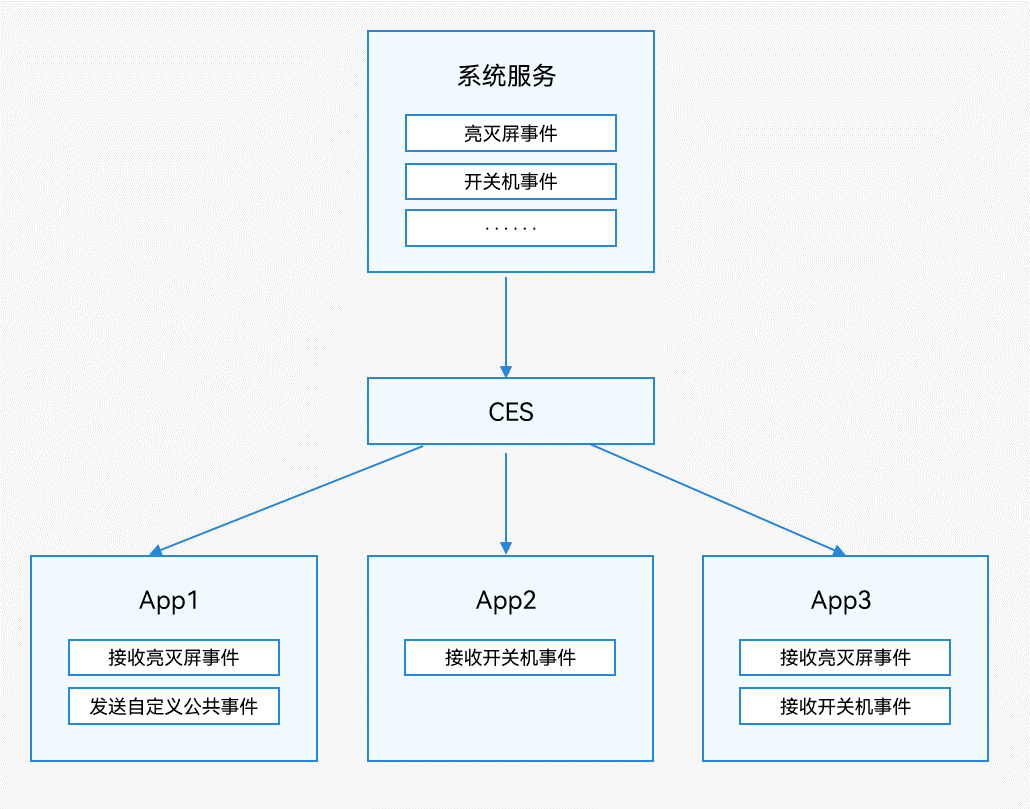 系统服务
亮灭屏事件
开关机事件
······
CES
App1
接收亮灭屏事件
发送自定义公共事件
App2
接收开关机事件
App3
接收亮灭屏事件
接收开关机事件